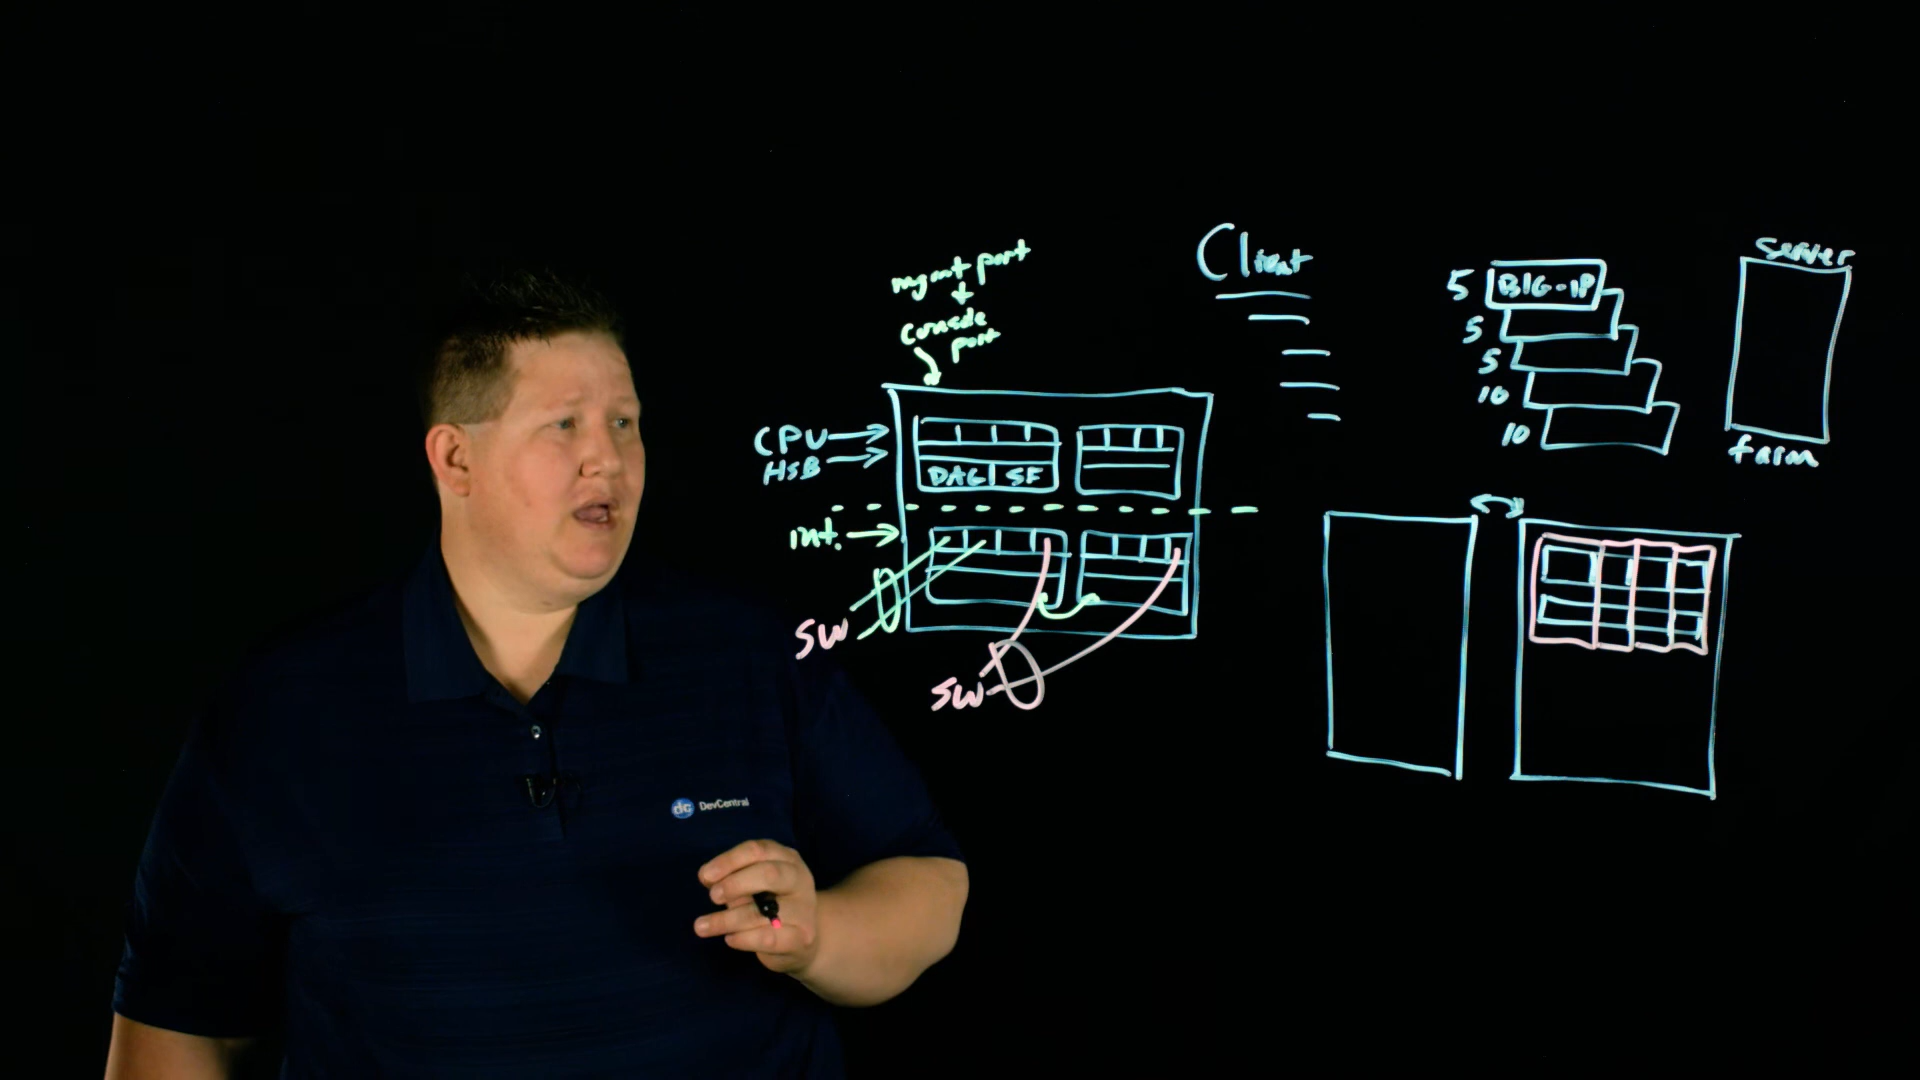 mgmt port
+
console
port
CPU
HSB
DAG SF
int.
SW
SW
Client
5 BIG-IP
5
5
10
10
server
farm
dc DevCentral